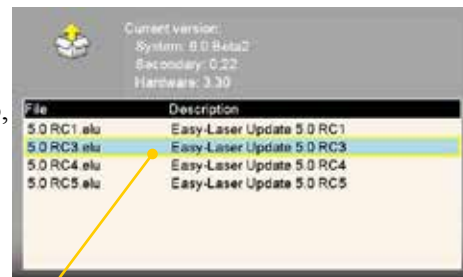 Current version:
System: 6.0 Beta2
Secondary: 0.22
Hardware: 3.30
,
File Description
5.0 RC1.elu Easy-Laser Update 5.0 RC1
5.0 RC3.elu Easy-Laser Update 5.0 RC3
5.0 RC4.elu Easy-Laser Update 5.0 RC4
5.0 RC5.elu Easy-Laser Update 5.0 RC5